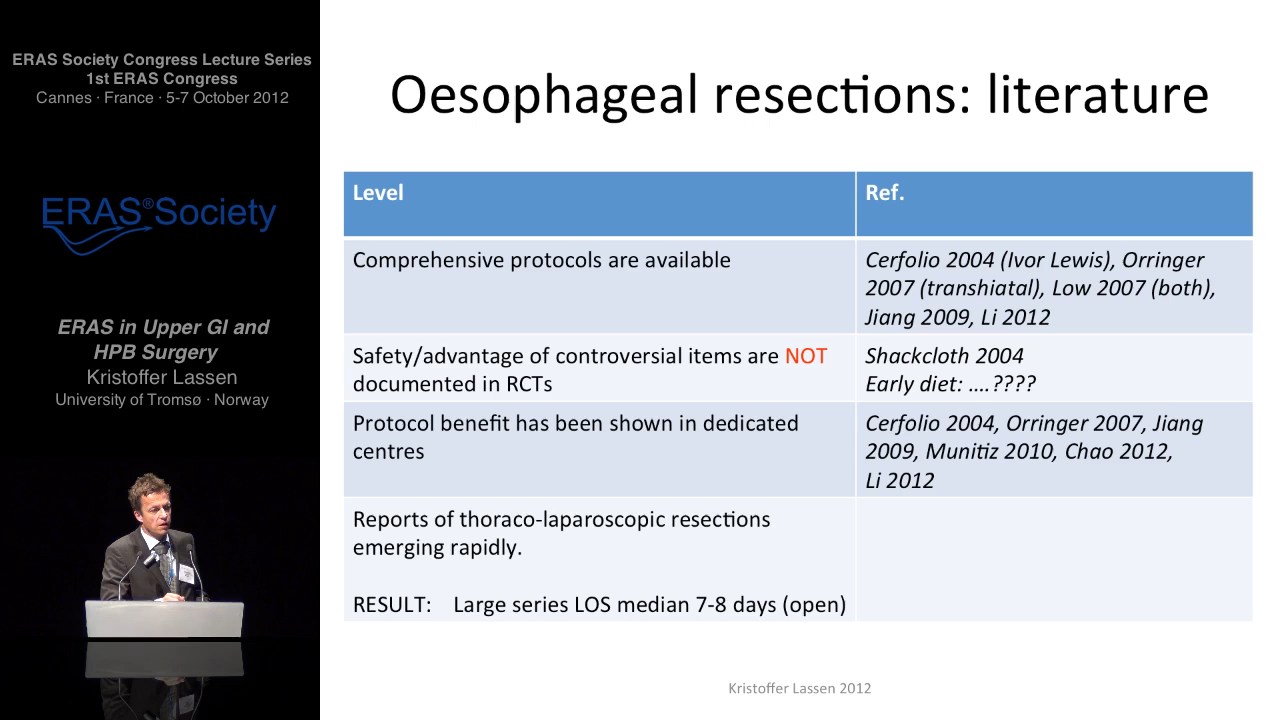 ERAS Society Congress Lecture Series
1st ERAS Congress
Cannes · France · 5-7 October 2012
ERAS®Society
ERAS in Upper GI and
HPB Surgery
Kristoffer Lassen
University of Tromsø · Norway
Oesophageal resections: literature
Level
Ref.
Comprehensive protocols are available
Cerfolio 2004 (Ivor Lewis), Orringer
2007 (transhiatal), Low 2007 (both),
Jiang 2009, Li 2012
Safety/advantage of controversial items are NOT
documented in RCTs
Shackcloth 2004
Early diet: ....????
Protocol benefit has been shown in dedicated
centres
Cerfolio 2004, Orringer 2007, Jiang
2009, Munitiz 2010, Chao 2012,
Li 2012
Reports of thoraco-laparoscopic resections
emerging rapidly.
RESULT: Large series LOS median 7-8 days (open)
Kristoffer Lassen 2012